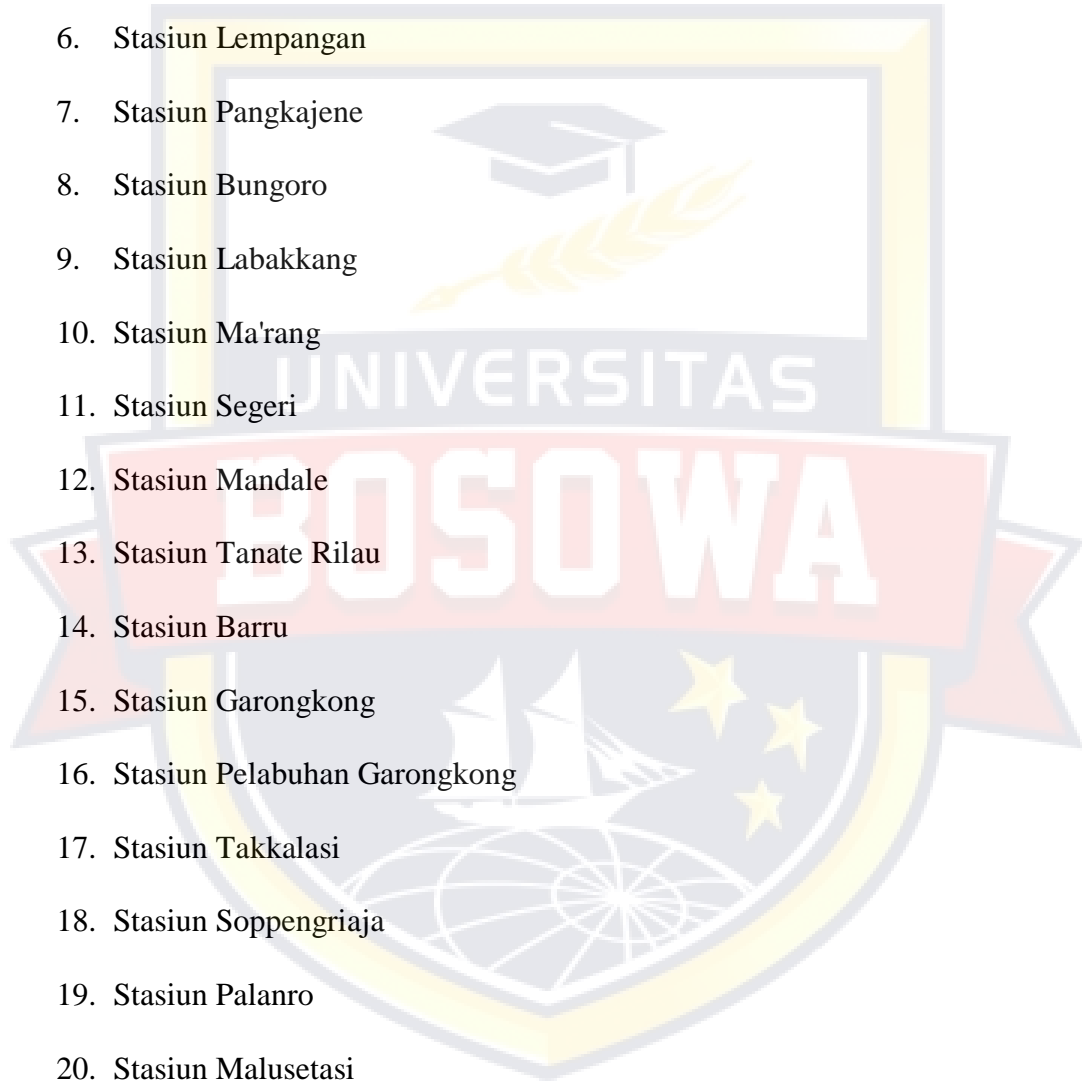 6. Stasiun Lempangan
7. Stasiun Pangkajene
8. Stasiun Bungoro
9. Stasiun Labakkang
10. Stasiun Ma'rang
UNIVERSITAS
11. Stasiun Segeri
12. Stasiun Mandale
BOSOWA
13. Stasiun Tanate Rilau
14. Stasiun Barru
15. Stasiun Garongkong
16. Stasiun Pelabuhan Garongkong
17. Stasiun Takkalasi
18. Stasiun Soppengriaja
19. Stasiun Palanro
20. Stasiun Malusetasi